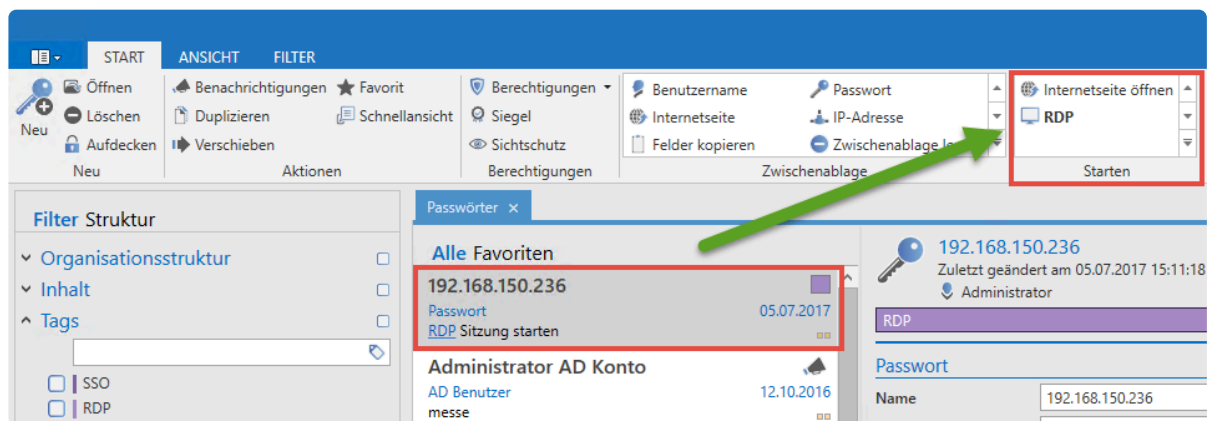 START ANSICHT FILTER
Neu
Öffnen
Löschen
Aufdecken
Neu
Benachrichtigungen
Duplizieren
Verschieben
Favorit
Schnellansicht
Aktionen
Berechtigungen
Siegel
Sichtschutz
Berechtigungen
Benutzername
Internetseite
Felder kopieren
Passwort
IP-Adresse
Zwischenablage
Zwischenablage
Internetseite öffnen
RDP
Starten
Filter Struktur
Organisationsstruktur
Inhalt
Tags
SSO
RDP
Passwörter ×
Alle Favoriten
192.168.150.236
Passwort 05.07.2017
RDP Sitzung starten
Administrator AD Konto
AD Benutzer 12.10.2016
messe
192.168.150.236
Zuletzt geändert am 05.07.2017 15:11:18
Administrator
RDP
Passwort
Name 192.168.150.236